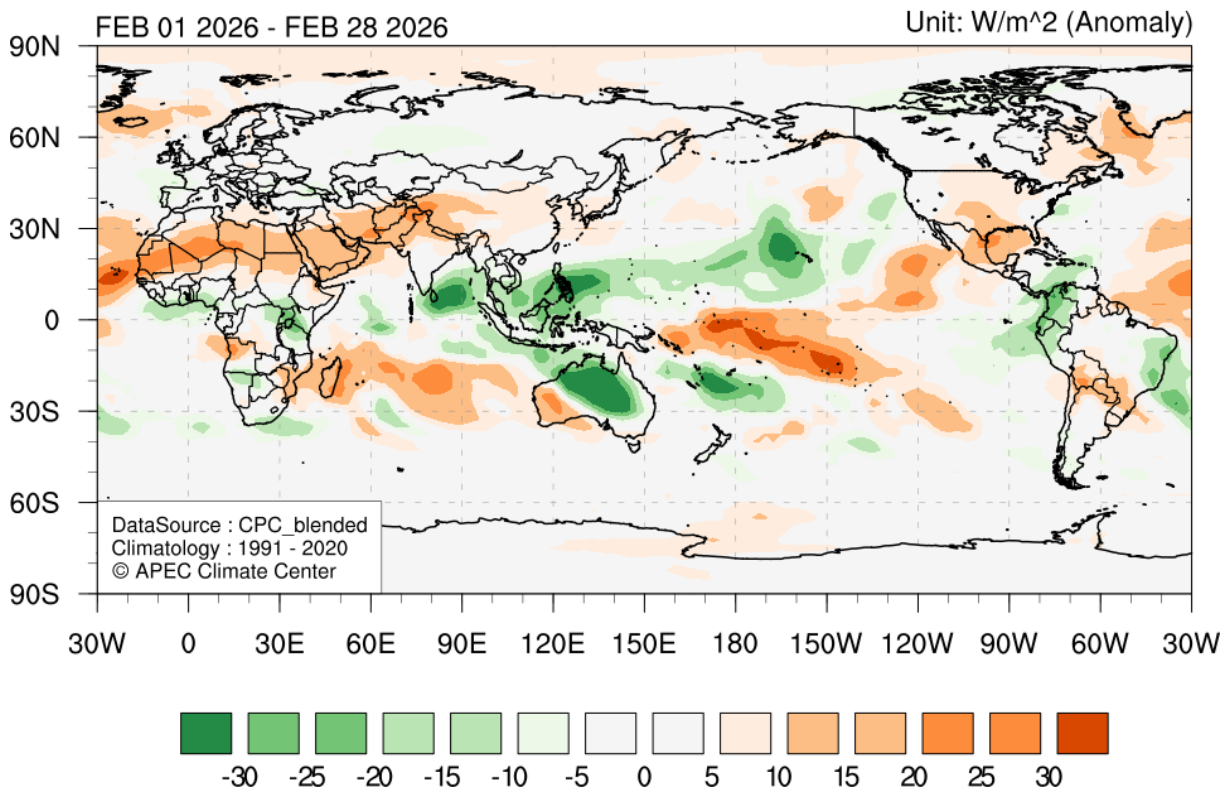 FEB 01 2026 - FEB 28 2026 Unit: W/m^2 (Anomaly)
90N
60N
30N
0
30S
60S
90S
DataSource : CPC_blended
Climatology : 1991 - 2020
© APEC Climate Center
30W 0 30E 60E 90E 120E 150E 180 150W 120W 90W 60W 30W
-30 -25 -20 -15 -10 -5 0 5 10 15 20 25 30